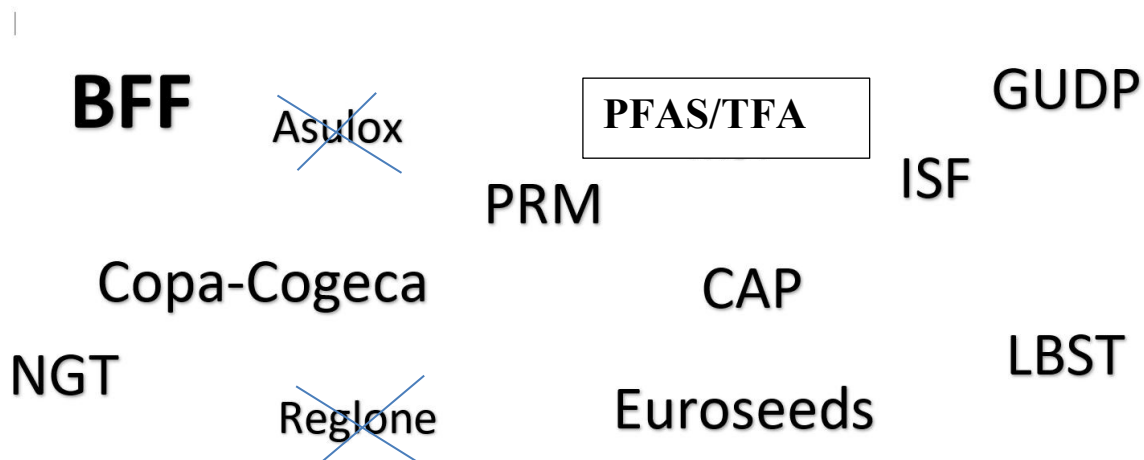 BFF
Asulox
PFAS/TFA
GUDP
PRM
ISF
Copa-Cogeca
CAP
NGT
LBST
Reglone
Euroseeds